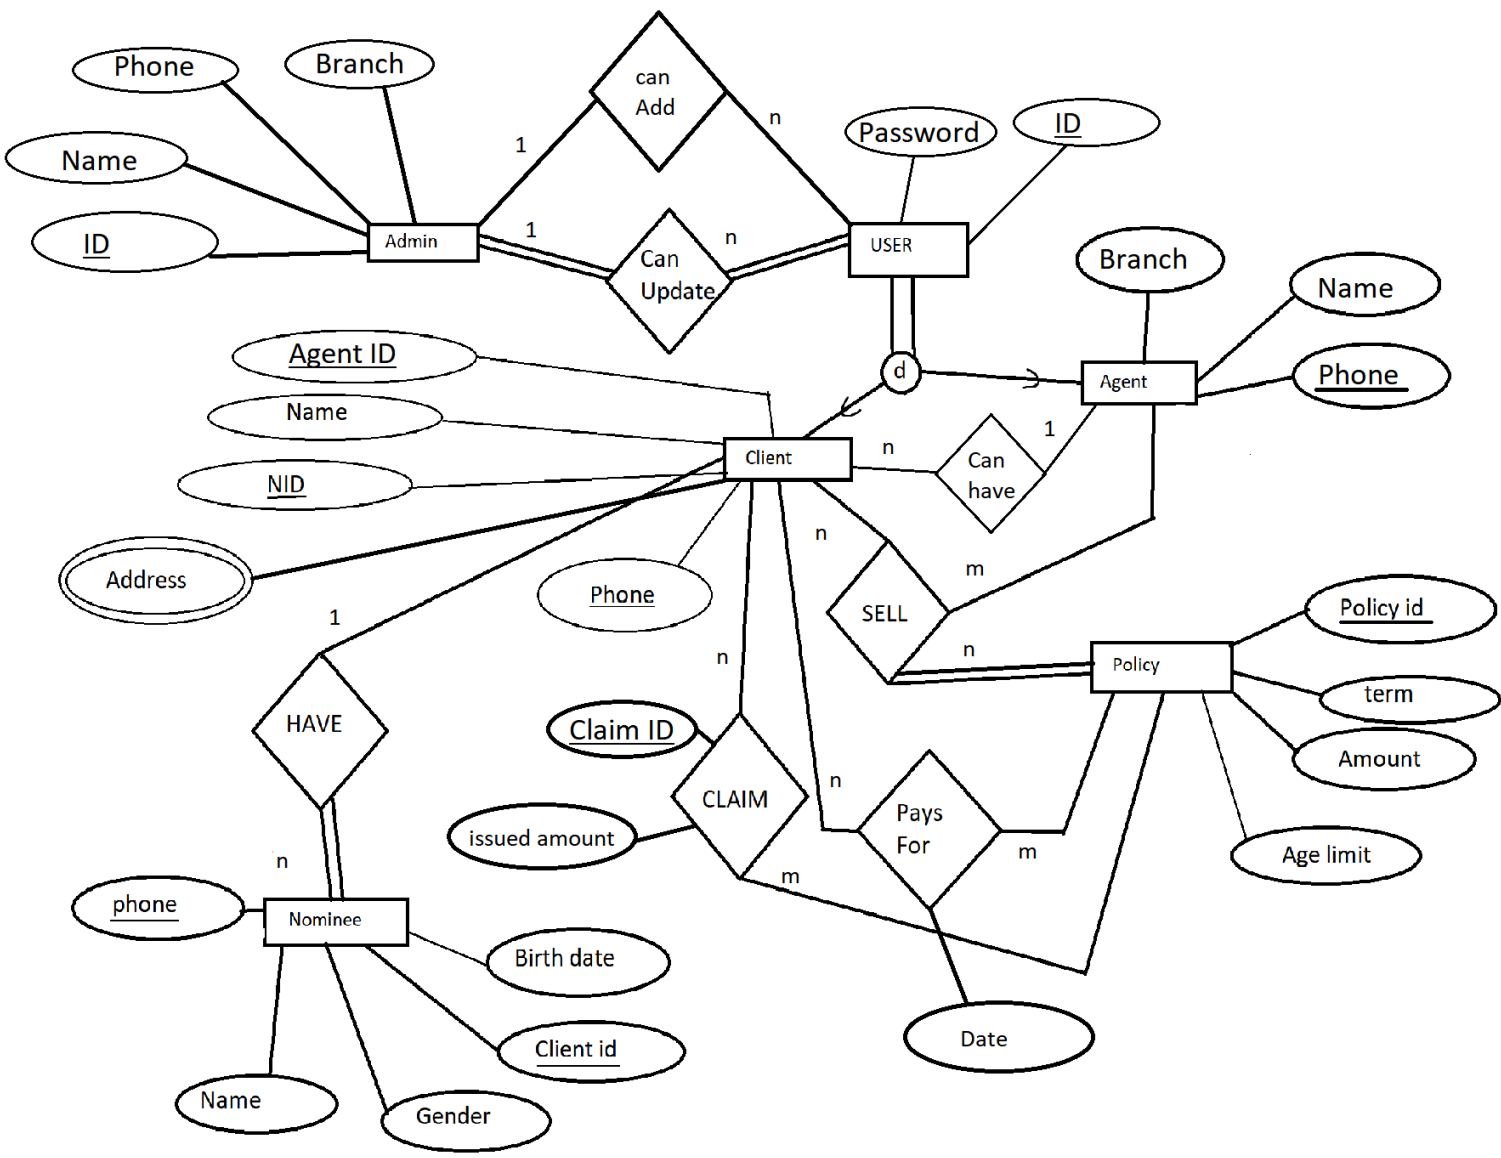 Phone
Branch
can
Add
n
1
Password
ID
Name
ID
Admin
1
n
Can
Update
USER
Branch
Name
Agent ID
d
Agent
Phone
Name
Client
n
1
Can
have
NID
n
m
Address
Phone
1
SELL
Policy id
n
n
Policy
term
HAVE
Claim ID
Amount
CLAIM
n
Pays
For
issued amount
m
Age limit
n
m
phone
Nominee
Birth date
Client id
Date
Name
Gender